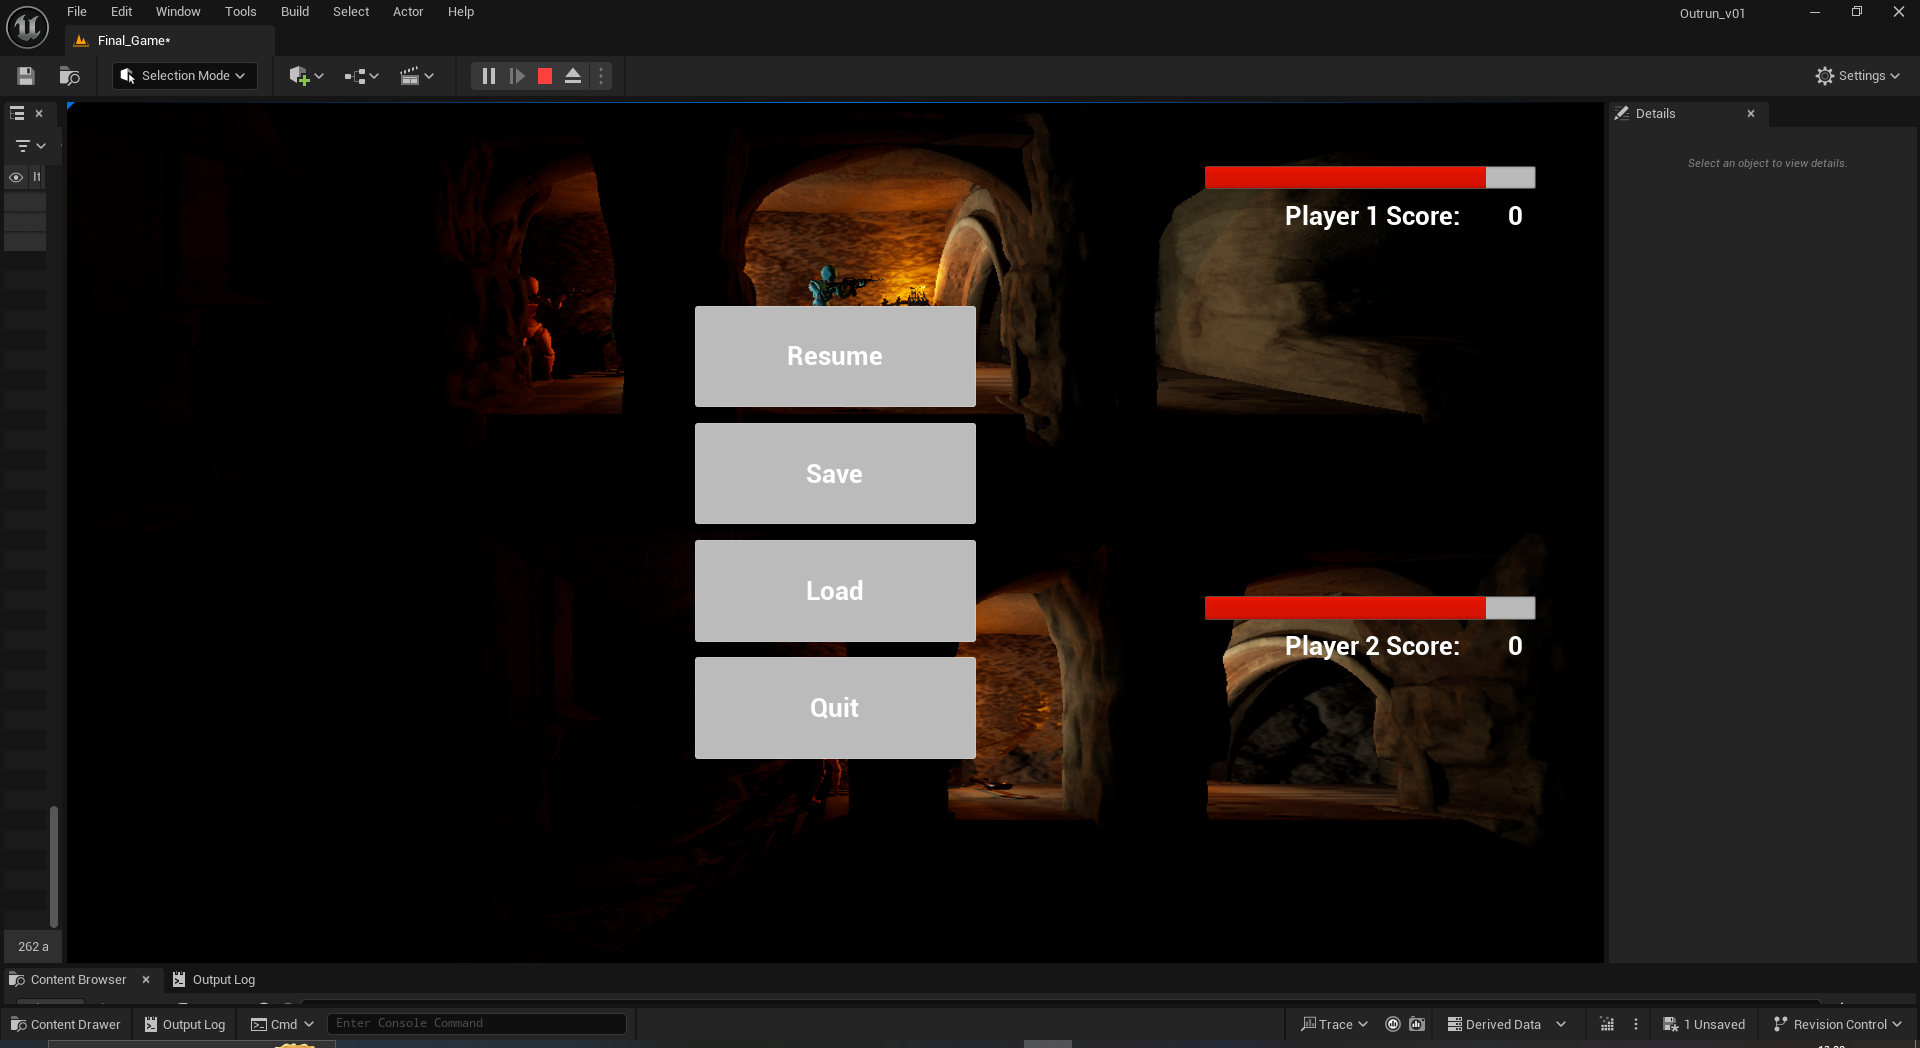 File Edit Window Tools Build Select Actor Help
Outrun_v01
Final_Game*
Selection Mode
Settings
Details
Select an object to view details.
It
Player 1 Score: 0
Resume
Save
Load
Player 2 Score: 0
Quit
262 a
Content Browser
Output Log
Content Drawer
Output Log
Cmd
Enter Console Command
Trace
Derived Data
1 Unsaved
Revision Control